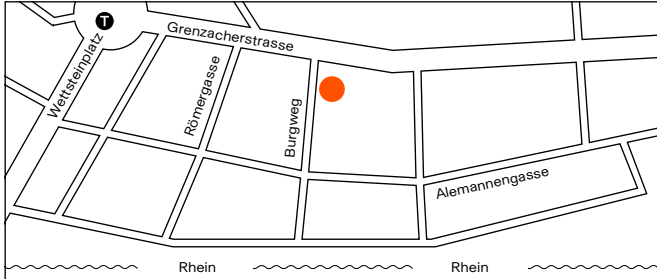 T
Grenzacherstrasse
Wettsteinplatz
Römergasse
Burgweg
Alemannengasse
Rhein
Rhein